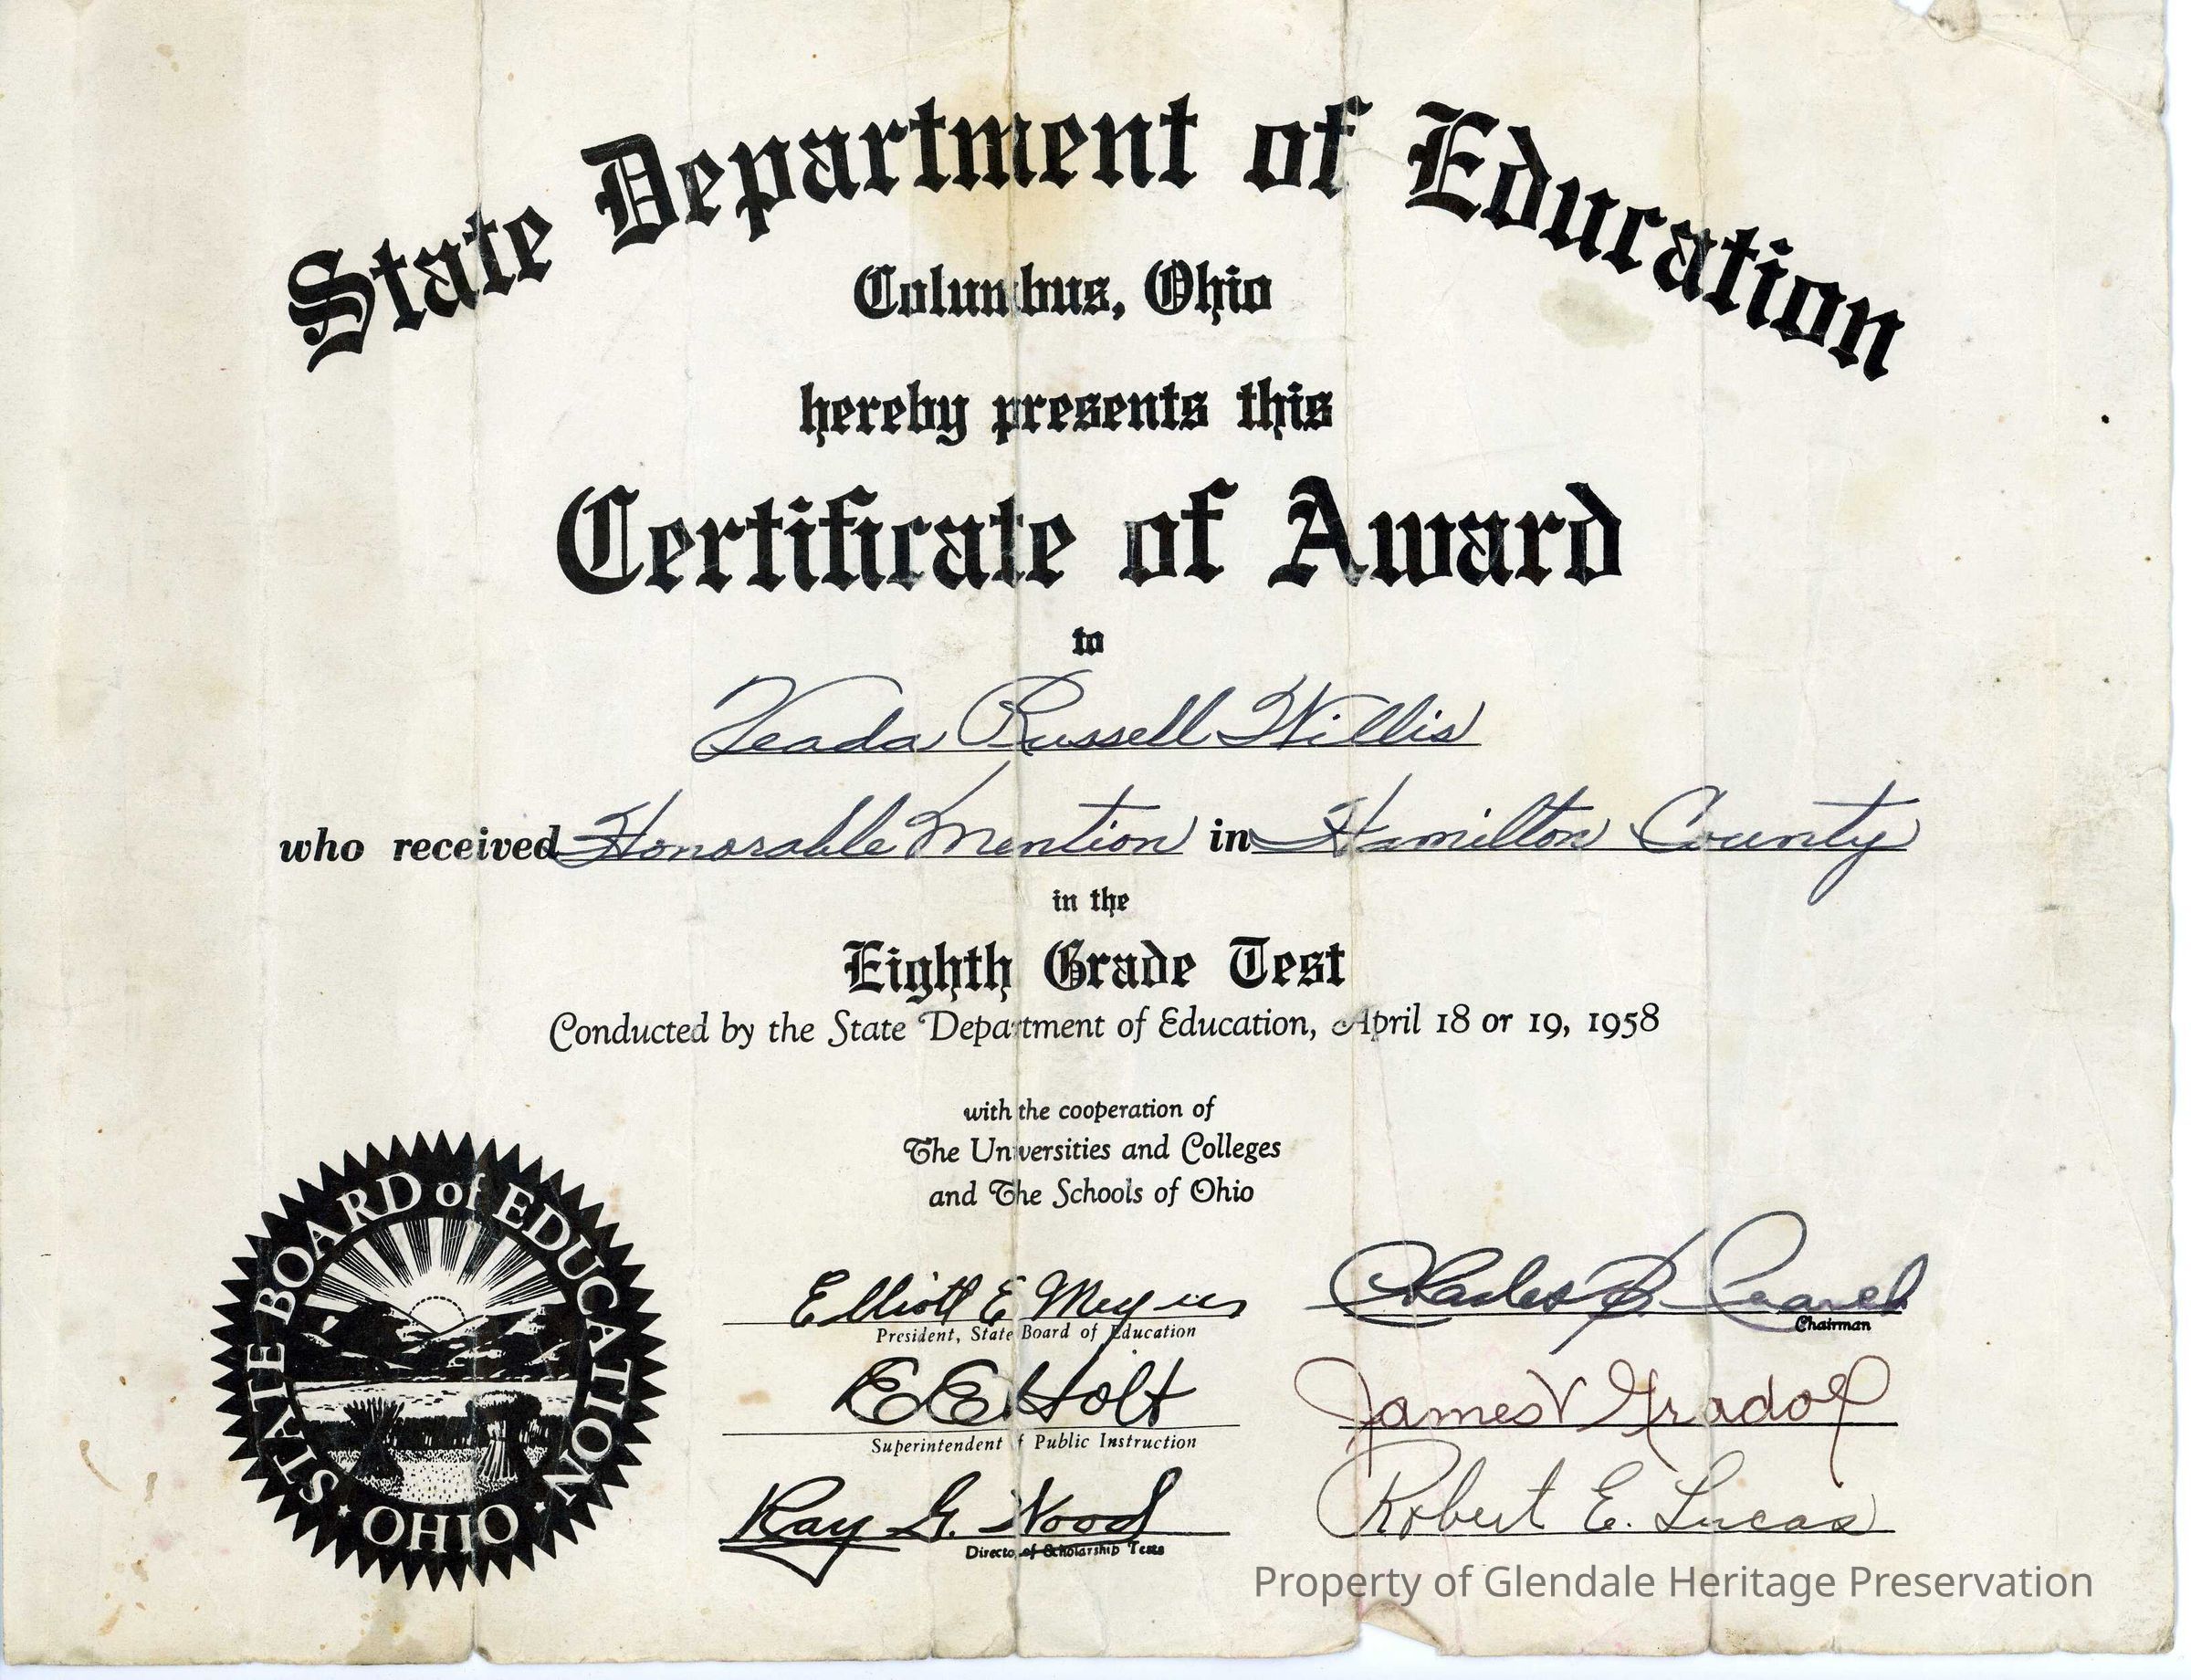 State Department of Education
Columbus, Ohio
hereby presents this
Certificate of Award
to
Veada Russell Willis
who received Honorable Mention in Hamilton County
in the
Eighth Grade Test
Conducted by the State Department of Education, April 18 or 19, 1958
with the cooperation of
The Universities and Colleges
and The Schools of Ohio
STATE BOARD of EDUCATION
OHIO
Elliott E Meyers
President, State Board of Education
E E Holt
Superintendent of Public Instruction
Ray G. Wood
Director of Scholarship Tests
Charles B.
Chairman
James V Gradolf
Robert E. Lucas
Property of Glendale Heritage Preservation